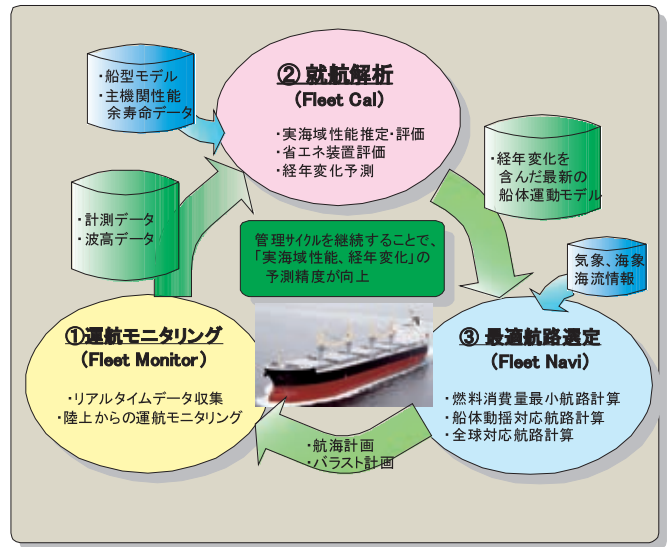 ② 就航解析
(Fleet Cal)
・実海域性能推定・評価
・省エネ装置評価
・経年変化予測
・船型モデル
・主機関性能
余寿命データ
・経年変化を
含んだ最新の
船体運動モデル
・計測データ
・波高データ
管理サイクルを継続することで、
「実海域性能、経年変化」の
予測精度が向上
気象、海象
海流情報
①運航モニタリング
(Fleet Monitor)
・リアルタイムデータ収集
・陸上からの運航モニタリング
③ 最適航路選定
(Fleet Navi)
・燃料消費量最小航路計算
・船体動揺対応航路計算
・全球対応航路計算
・航海計画
・バラスト計画